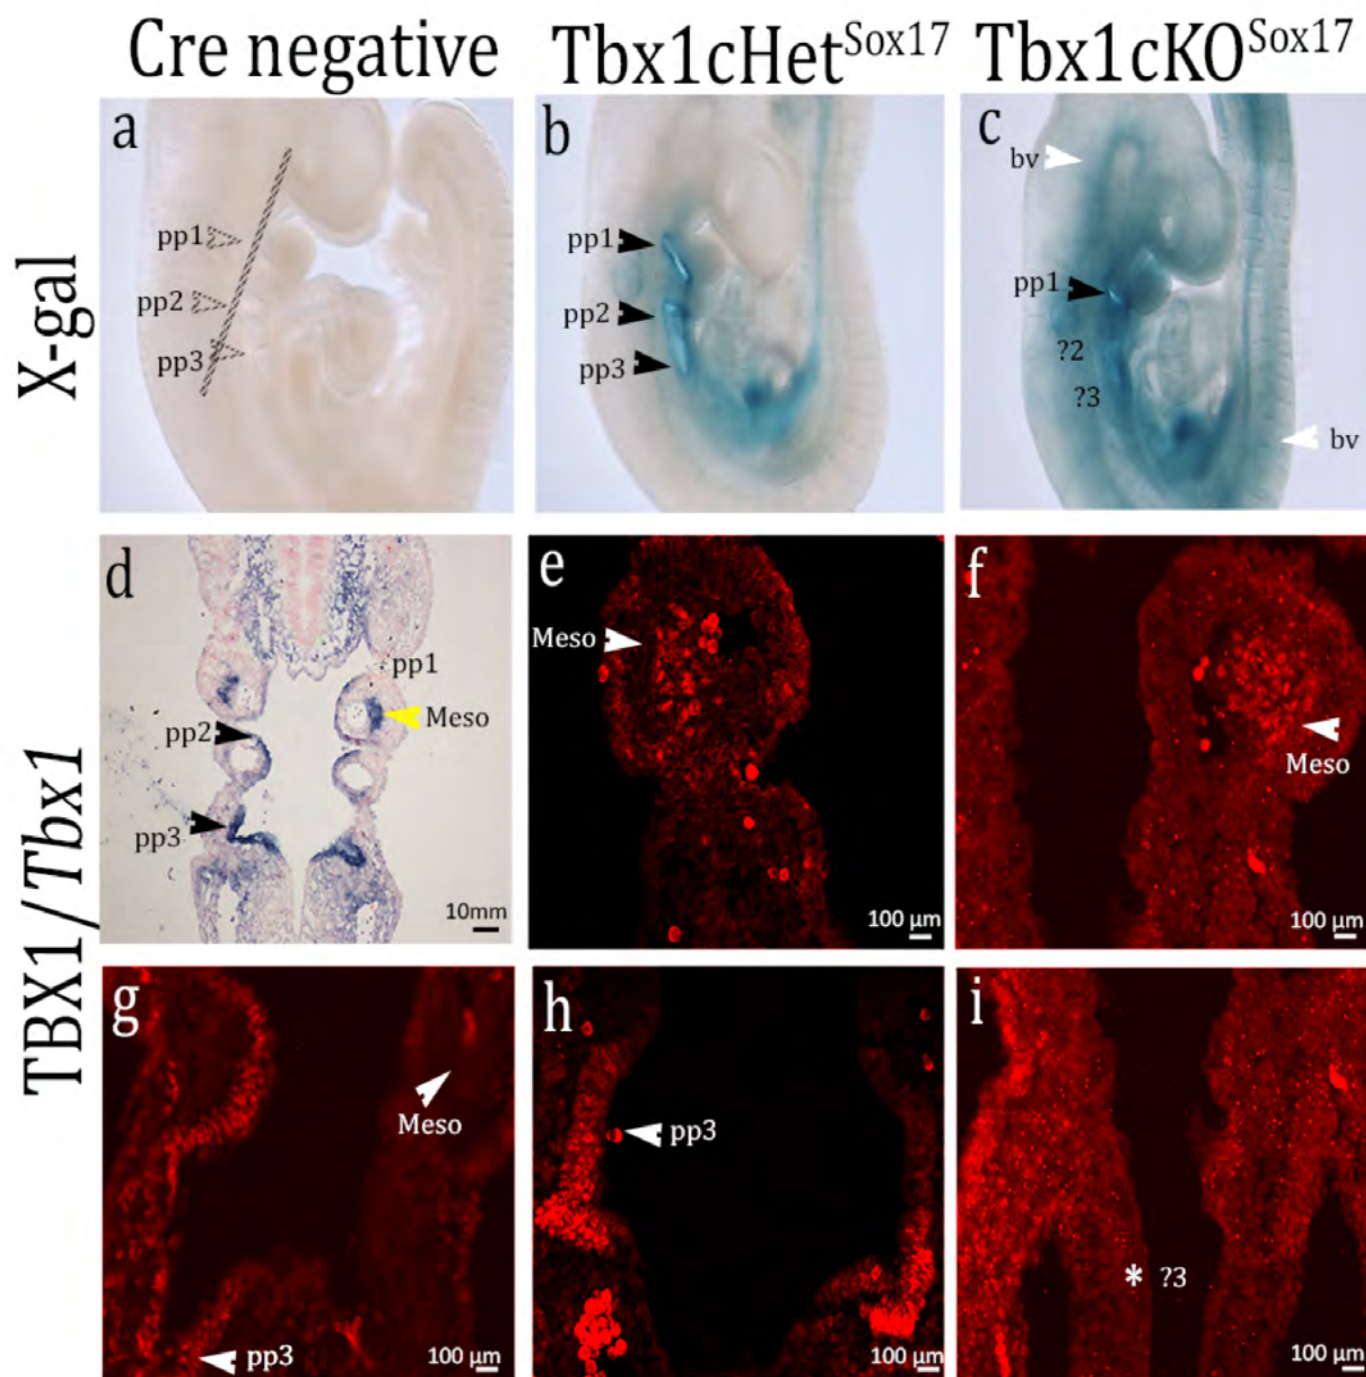 Cre negative
Tbx1cHet^Sox17
Tbx1cKO^Sox17
X-gal
a
pp1
pp2
pp3
b
pp1
pp2
pp3
c
bv
pp1
?2
?3
bv
TBX1/Tbx1
d
pp1
Meso
pp2
pp3
10mm
e
Meso
100 µm
f
Meso
100 µm
g
Meso
pp3
100 µm
h
pp3
100 µm
i
* ?3
100 µm